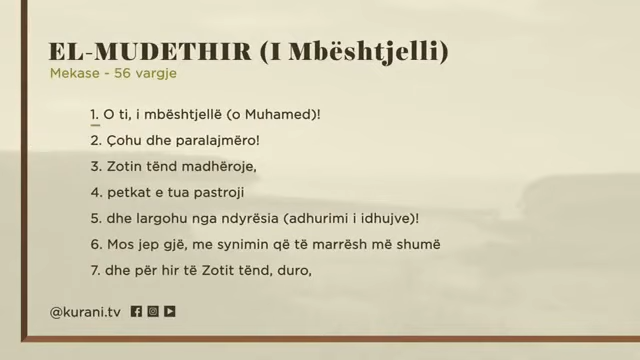 EL-MUDETHIR (I Mbështjelli)
Mekase - 56 vargje
1. O ti, i mbështjellë (o Muhamed)!
2. Çohu dhe paralajmëro!
3. Zotin tënd madhëroje,
4. petkat e tua pastroji
5. dhe largohu nga ndyrësia (adhurimi i idhujve)!
6. Mos jep gjë, me synimin që të marrësh më shumë
7. dhe për hir të Zotit tënd, duro,
@kurani.tv